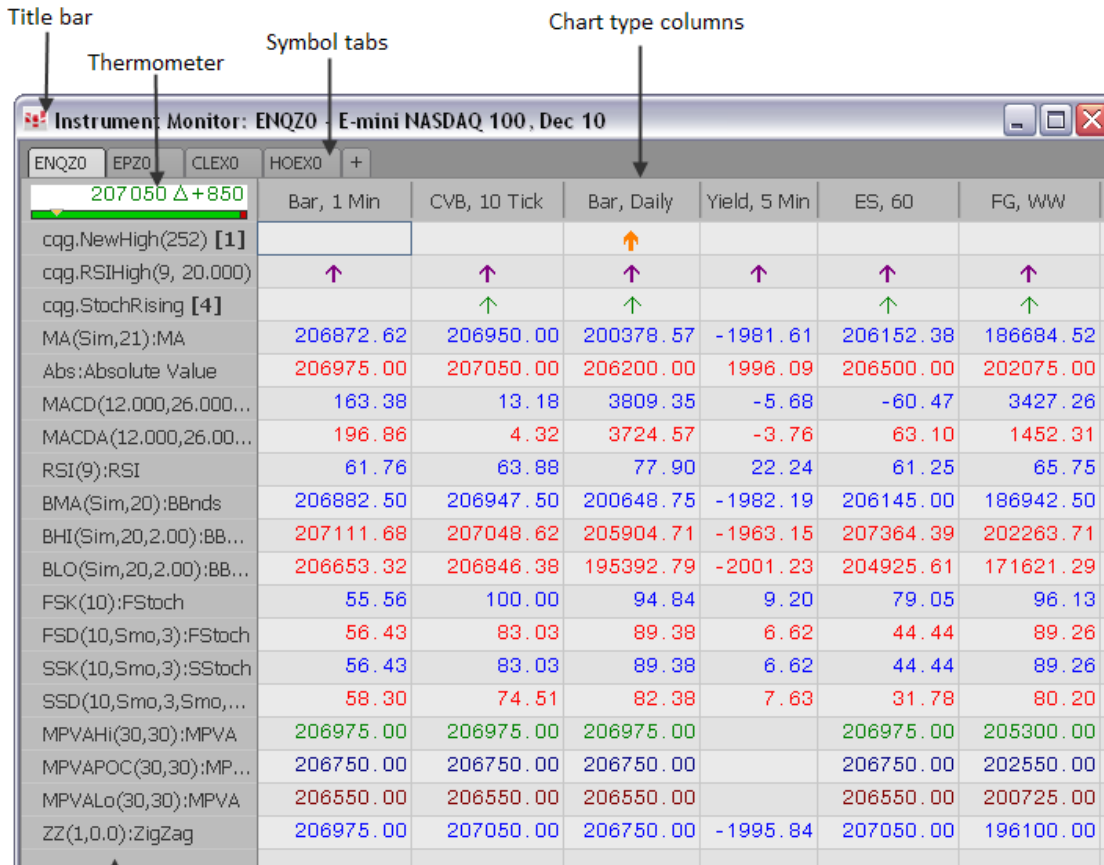 Title bar
Chart type columns
Symbol tabs
Thermometer
Instrument Monitor: ENQZ0 - E-mini NASDAQ 100, Dec 10
ENQZ0 EPZ0 CLEX0 HOEX0 +
207050 △ +850 Bar, 1 Min CVB, 10 Tick Bar, Daily Yield, 5 Min ES, 60 FG, WW
cqg.NewHigh(252) [1]
cqg.RSIHigh(9, 20.000)
cqg.StochRising [4]
MA(Sim,21):MA 206872.62 206950.00 200378.57 -1981.61 206152.38 186684.52
Abs:Absolute Value 206975.00 207050.00 206200.00 1996.09 206500.00 202075.00
MACD(12.000,26.000... 163.38 13.18 3809.35 -5.68 -60.47 3427.26
MACDA(12.000,26.00... 196.86 4.32 3724.57 -3.76 63.10 1452.31
RSI(9):RSI 61.76 63.88 77.90 22.24 61.25 65.75
BMA(Sim,20):BBnds 206882.50 206947.50 200648.75 -1982.19 206145.00 186942.50
BHI(Sim,20,2.00):BB... 207111.68 207048.62 205904.71 -1963.15 207364.39 202263.71
BLO(Sim,20,2.00):BB... 206653.32 206846.38 195392.79 -2001.23 204925.61 171621.29
FSK(10):FStoch 55.56 100.00 94.84 9.20 79.05 96.13
FSD(10,Smo,3):FStoch 56.43 83.03 89.38 6.62 44.44 89.26
SSK(10,Smo,3):SStoch 56.43 83.03 89.38 6.62 44.44 89.26
SSD(10,Smo,3,Smo,... 58.30 74.51 82.38 7.63 31.78 80.20
MPVAHi(30,30):MPVA 206975.00 206975.00 206975.00 206975.00 205300.00
MPVAPOC(30,30):MP... 206750.00 206750.00 206750.00 206750.00 202550.00
MPVALo(30,30):MPVA 206550.00 206550.00 206550.00 206550.00 200725.00
ZZ(1,0.0):ZigZag 206975.00 207050.00 206750.00 -1995.84 207050.00 196100.00